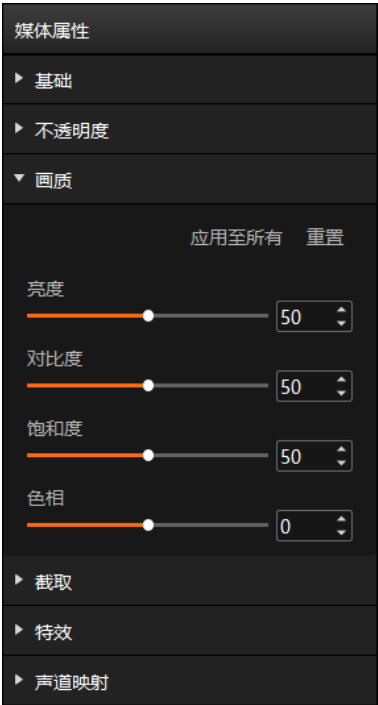 媒体属性
基础
不透明度
画质
应用至所有 重置
亮度
50
对比度
50
饱和度
50
色相
0
截取
特效
声道映射